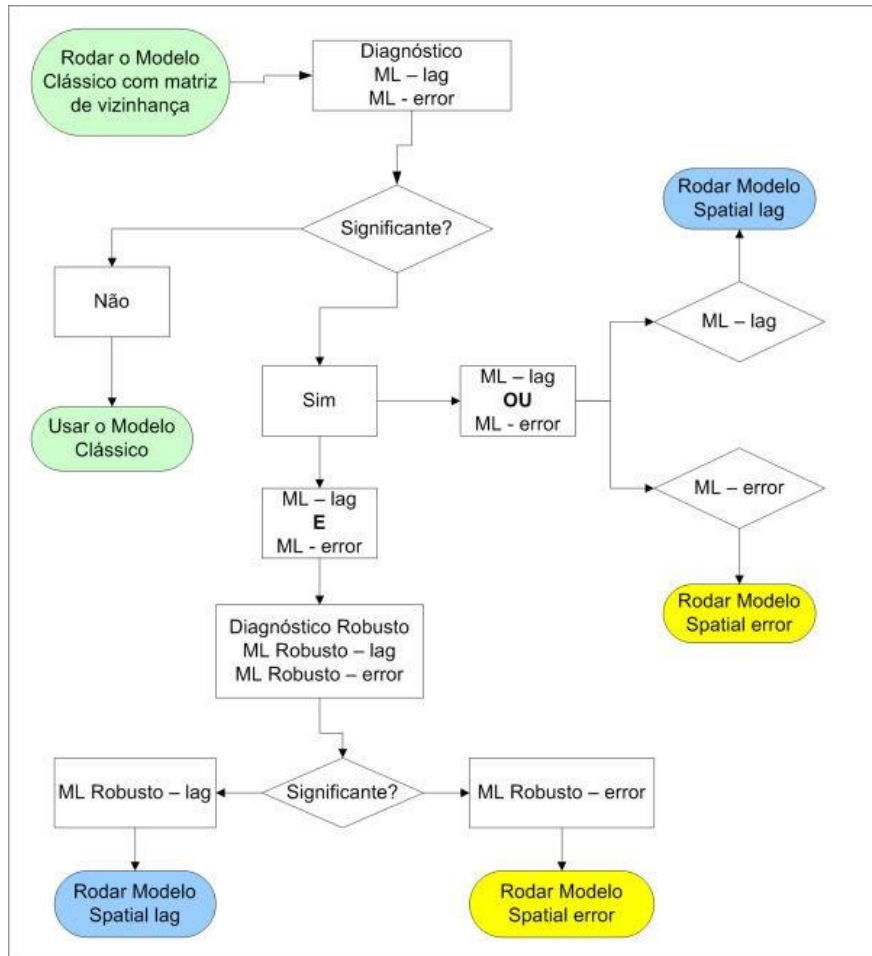 Rodar o Modelo
Clássico com matriz
de vizinhança
Diagnóstico
ML – lag
ML - error
Significante?
Não
Usar o Modelo
Clássico
Sim
ML – lag
OU
ML - error
ML – lag
Rodar Modelo
Spatial lag
ML – error
Rodar Modelo
Spatial error
ML – lag
E
ML - error
Diagnóstico Robusto
ML Robusto – lag
ML Robusto – error
Significante?
ML Robusto – lag
Rodar Modelo
Spatial lag
ML Robusto – error
Rodar Modelo
Spatial error